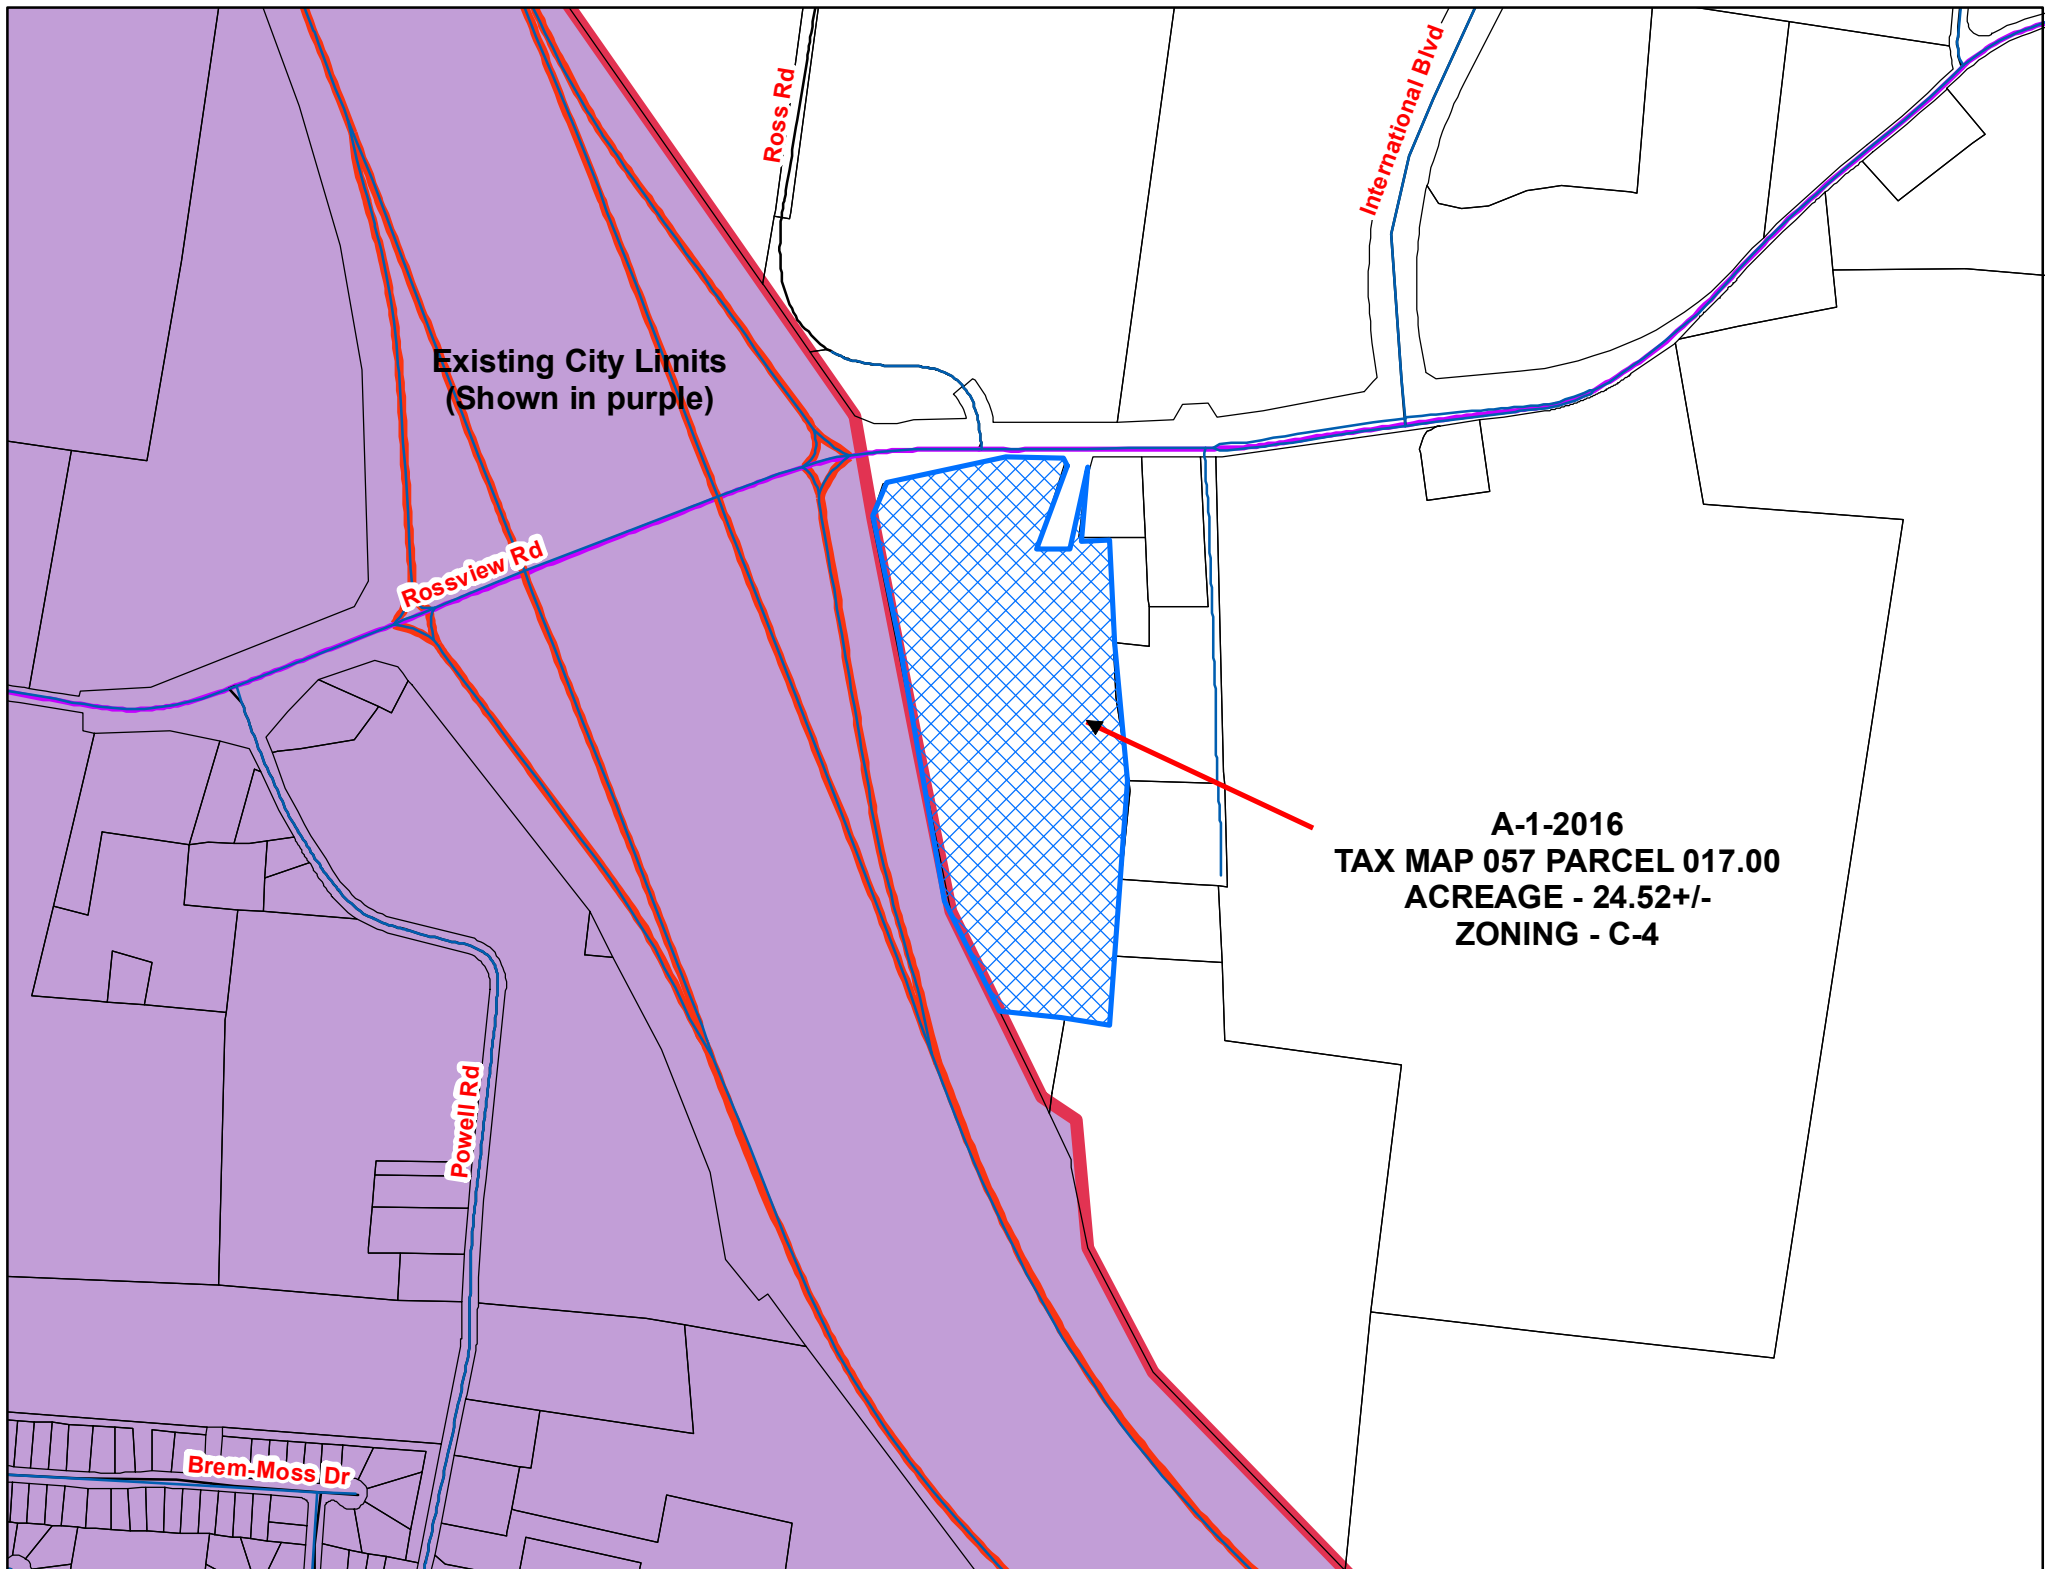 Ross Rd
International Blvd
Existing City Limits
(Shown in purple)
Rossview Rd
A-1-2016
TAX MAP 057 PARCEL 017.00
ACREAGE - 24.52+/-
ZONING - C-4
Powell Rd
Brem-Moss Dr